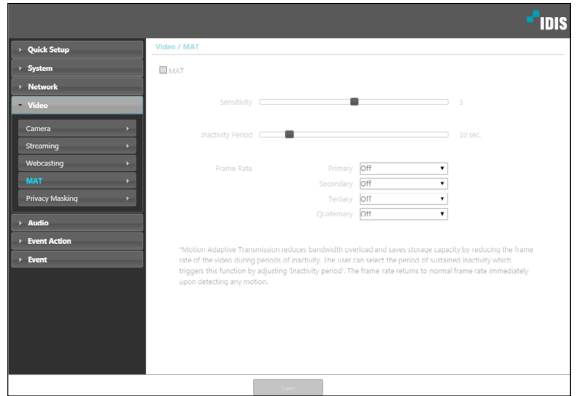 IDIS
Quick Setup
System
Network
Video
Camera
Streaming
Webcasting
MAT
Privacy Masking
Audio
Event Action
Event
Video / MAT
MAT
Sensitivity 3
Inactivity Period 10 sec.
Frame Rate Primary Off
Secondary Off
Tertiary Off
Quaternary Off
*Motion Adaptive Transmission reduces bandwidth overload and saves storage capacity by reducing the frame
rate of the video during periods of inactivity. The user can select the period of sustained inactivity which
triggers this function by adjusting 'Inactivity period'. The frame rate returns to normal frame rate immediately
upon detecting any motion.
Save